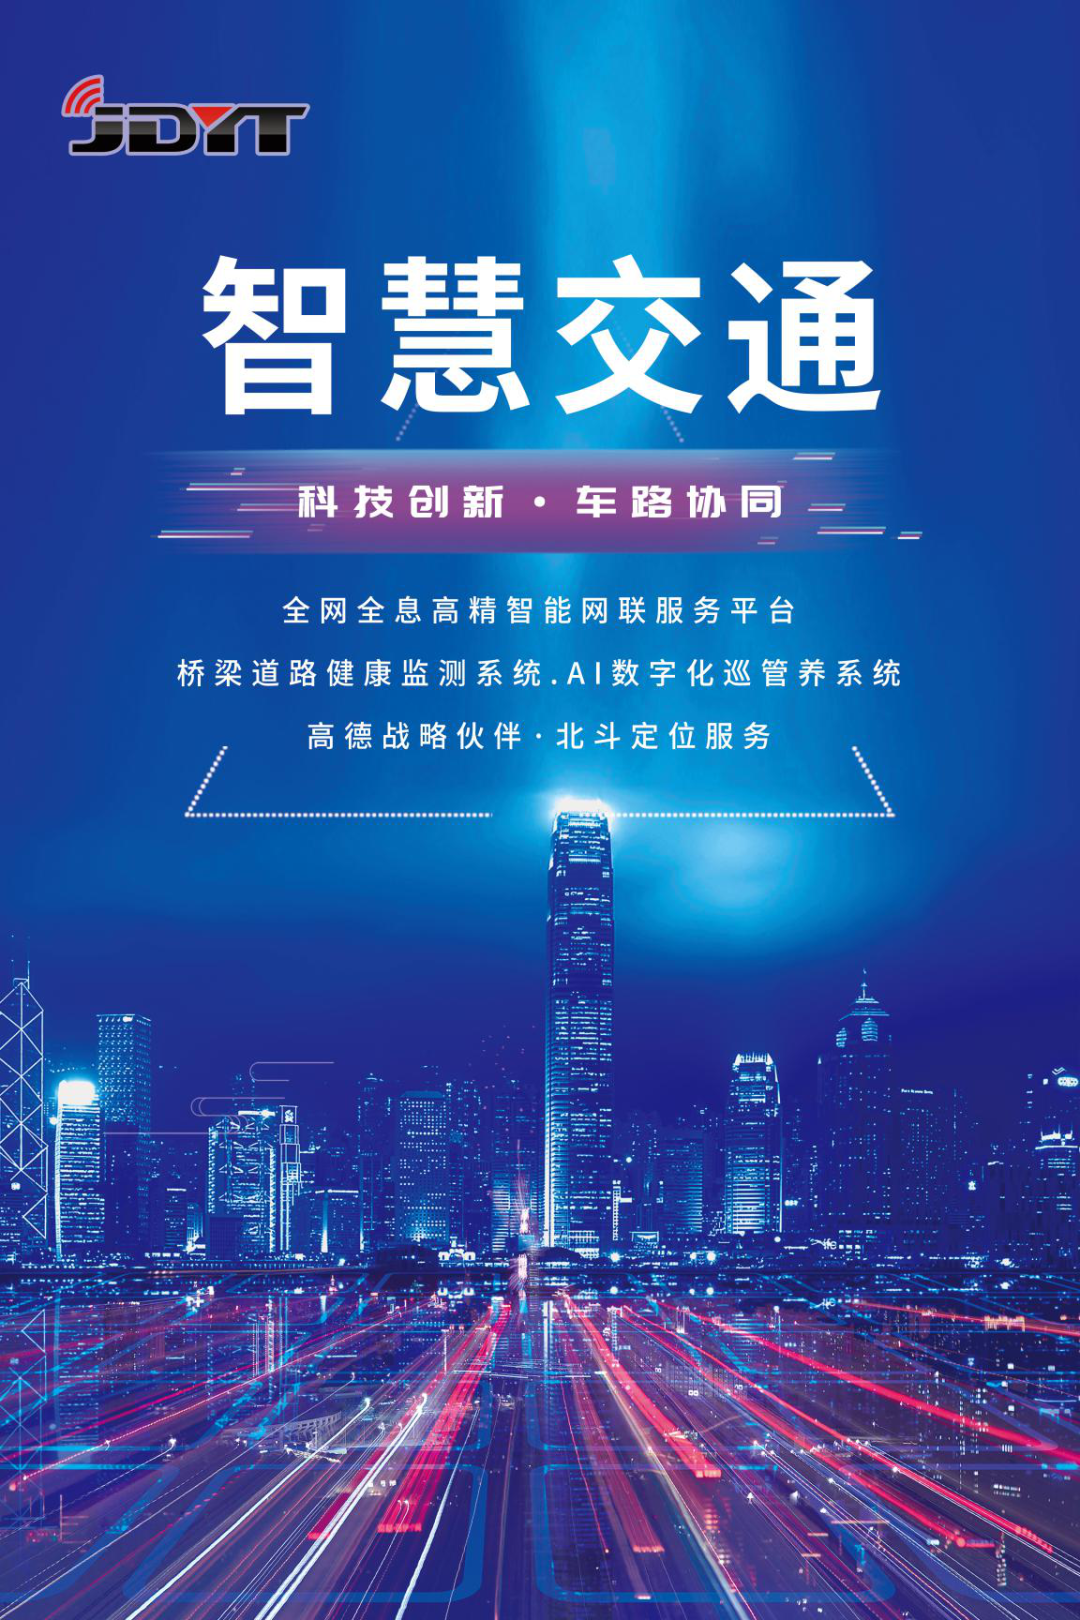 JDYT
智慧交通
科技创新·车路协同
全网全息高精智能网联服务平台
桥梁道路健康监测系统.AI数字化巡管养系统
高德战略伙伴·北斗定位服务
ifc